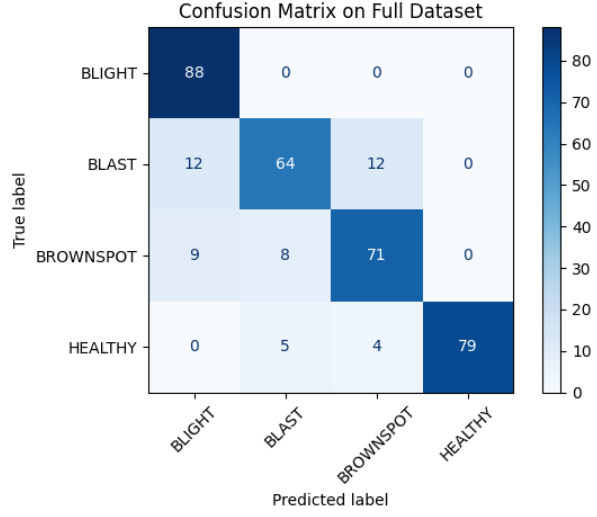 Confusion Matrix on Full Dataset
True label
BLIGHT 88 0 0 0
BLAST 12 64 12 0
BROWNSPOT 9 8 71 0
HEALTHY 0 5 4 79
BLIGHT BLAST BROWNSPOT HEALTHY
Predicted label
80
70
60
50
40
30
20
10
0